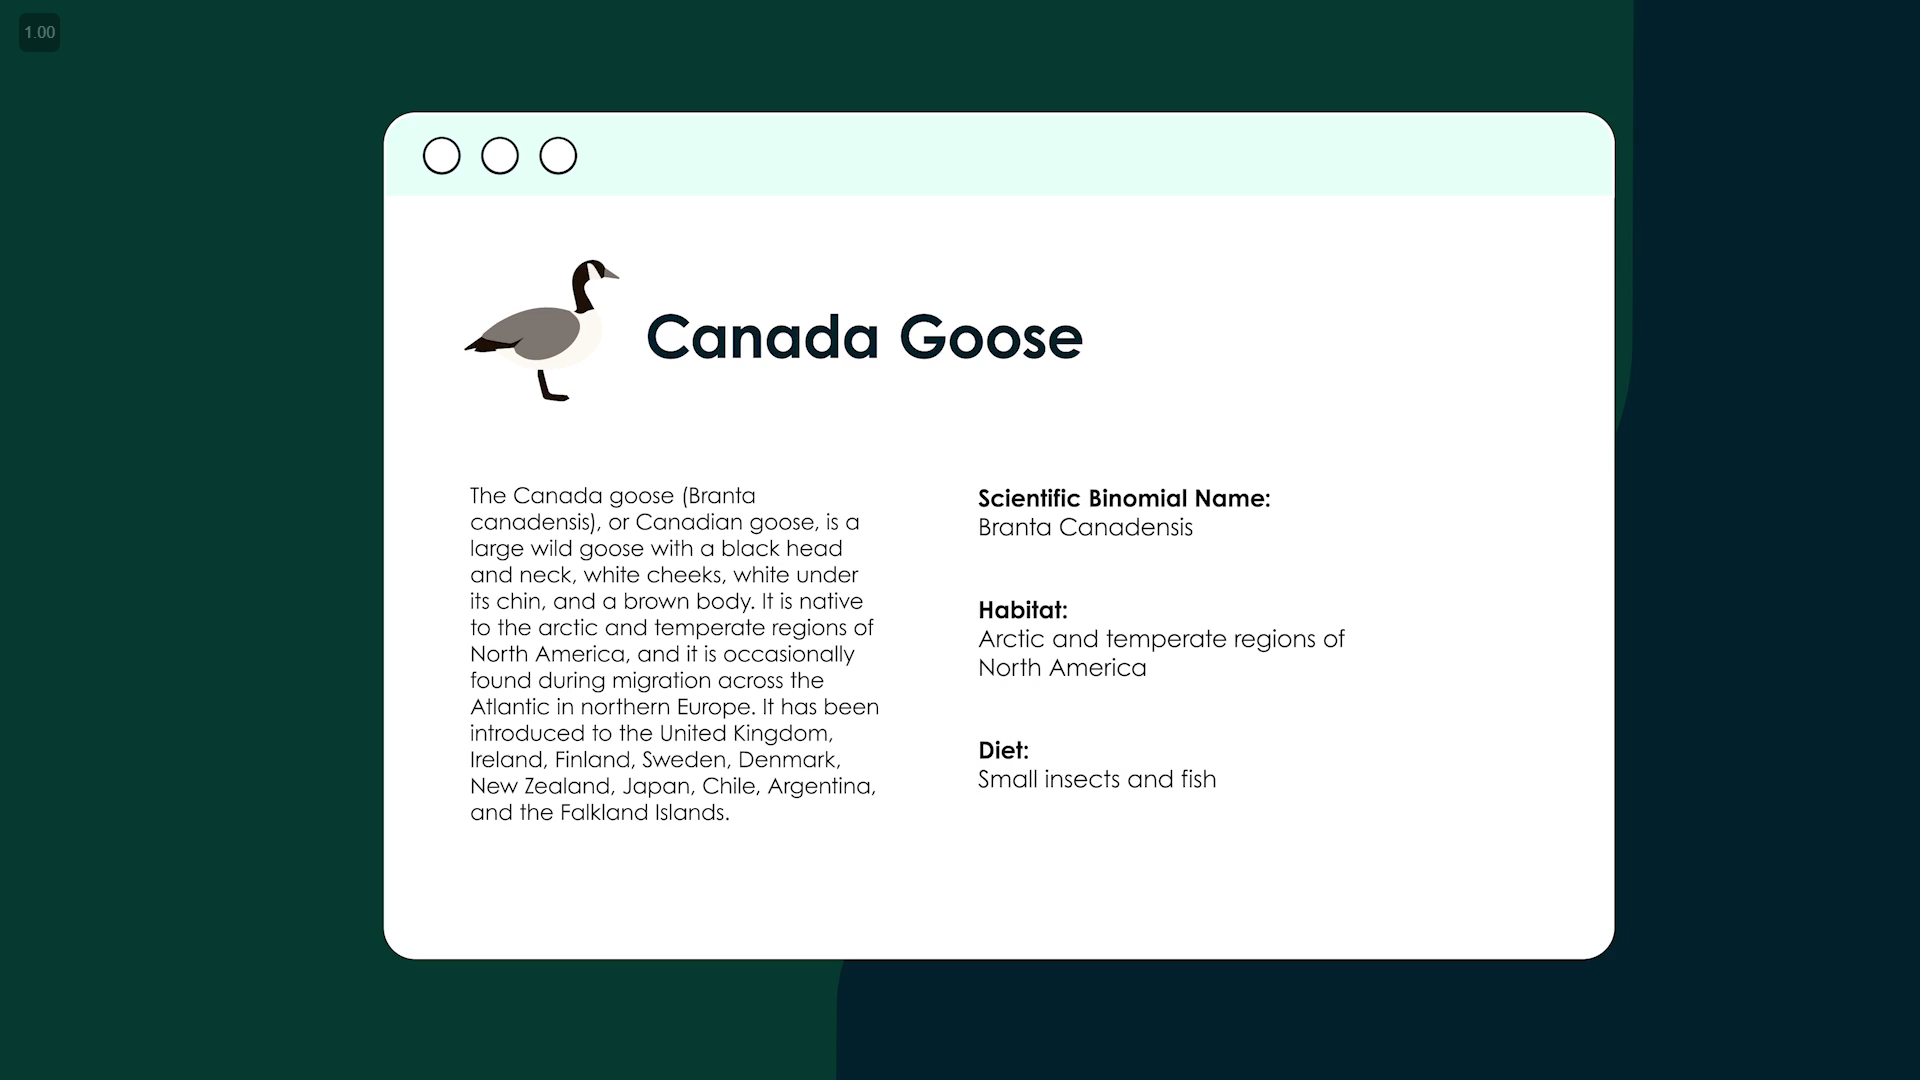 1.00
Canada Goose
The Canada goose (Branta
canadensis), or Canadian goose, is a
large wild goose with a black head
and neck, white cheeks, white under
its chin, and a brown body. It is native
to the arctic and temperate regions of
North America, and it is occasionally
found during migration across the
Atlantic in northern Europe. It has been
introduced to the United Kingdom,
Ireland, Finland, Sweden, Denmark,
New Zealand, Japan, Chile, Argentina,
and the Falkland Islands.
Scientific Binomial Name:
Branta Canadensis
Habitat:
Arctic and temperate regions of
North America
Diet:
Small insects and fish